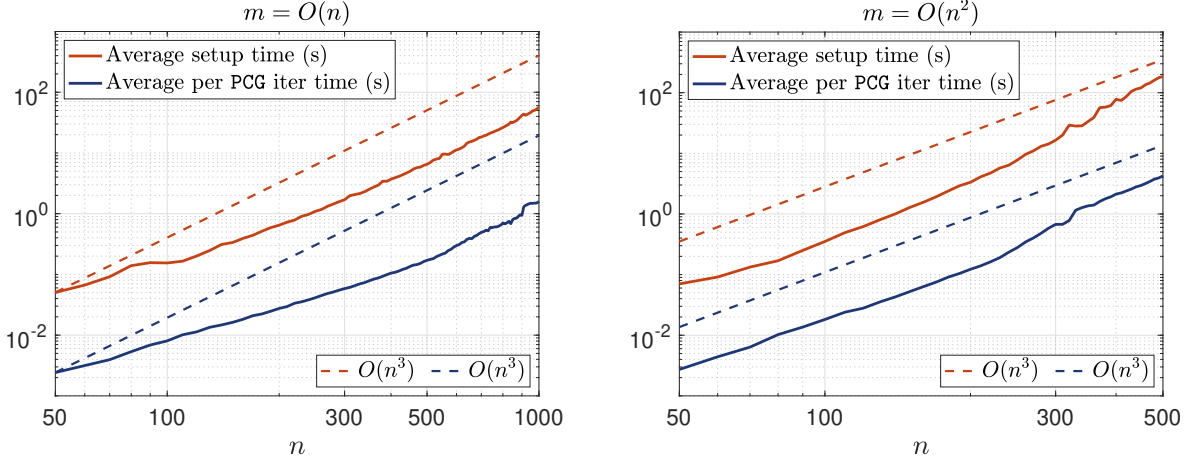 m = O(n)
Average setup time (s)
Average per PCG iter time (s)
10^2
10^0
10^-2
O(n^3) O(n^3)
50 100 300 500 1000
n
m = O(n^2)
Average setup time (s)
Average per PCG iter time (s)
10^2
10^0
10^-2
O(n^3) O(n^3)
50 100 300 500
n